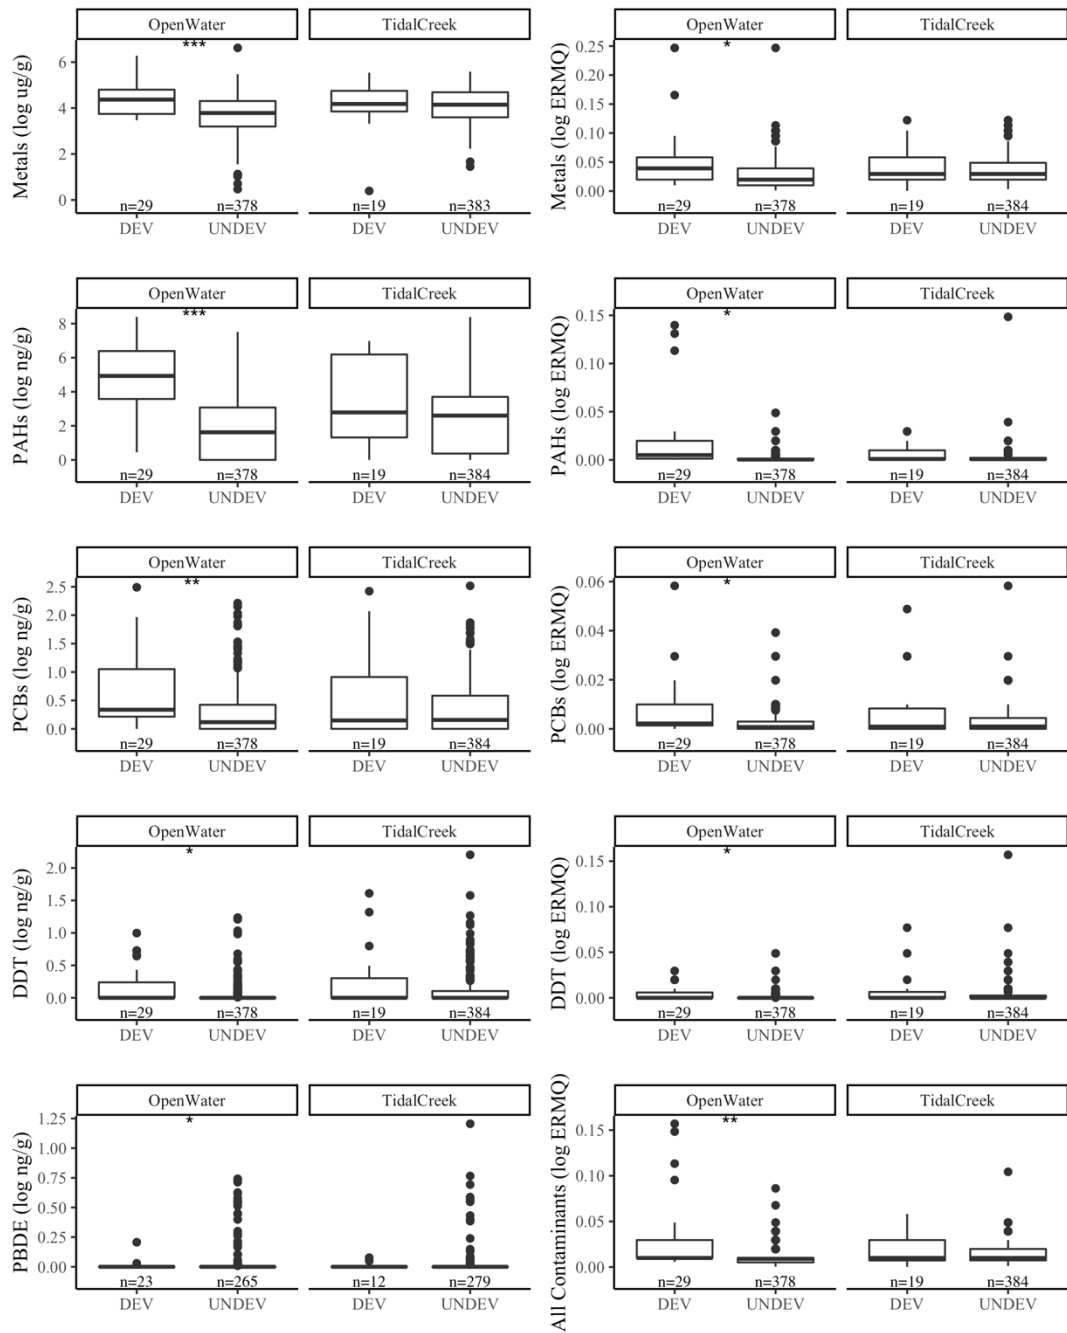 OpenWater TidalCreek
***
Metals (log ug/g)
6
4
2
0
n=29 n=378 n=19 n=383
DEV UNDEV DEV UNDEV
OpenWater TidalCreek
*
Metals (log ERMQ)
0.25
0.20
0.15
0.10
0.05
0.00
n=29 n=378 n=19 n=384
DEV UNDEV DEV UNDEV
OpenWater TidalCreek
***
PAHs (log ng/g)
8
6
4
2
0
n=29 n=378 n=19 n=384
DEV UNDEV DEV UNDEV
OpenWater TidalCreek
*
PAHs (log ERMQ)
0.15
0.10
0.05
0.00
n=29 n=378 n=19 n=384
DEV UNDEV DEV UNDEV
OpenWater TidalCreek
**
PCBs (log ng/g)
2.5
2.0
1.5
1.0
0.5
0.0
n=29 n=378 n=19 n=384
DEV UNDEV DEV UNDEV
OpenWater TidalCreek
*
PCBs (log ERMQ)
0.06
0.04
0.02
0.00
n=29 n=378 n=19 n=384
DEV UNDEV DEV UNDEV
OpenWater TidalCreek
*
DDT (log ng/g)
2.0
1.5
1.0
0.5
0.0
n=29 n=378 n=19 n=384
DEV UNDEV DEV UNDEV
OpenWater TidalCreek
*
DDT (log ERMQ)
0.15
0.10
0.05
0.00
n=29 n=378 n=19 n=384
DEV UNDEV DEV UNDEV
OpenWater TidalCreek
*
PBDE (log ng/g)
1.25
1.00
0.75
0.50
0.25
0.00
n=23 n=265 n=12 n=279
DEV UNDEV DEV UNDEV
OpenWater TidalCreek
**
All Contaminants (log ERMQ)
0.15
0.10
0.05
0.00
n=29 n=378 n=19 n=384
DEV UNDEV DEV UNDEV